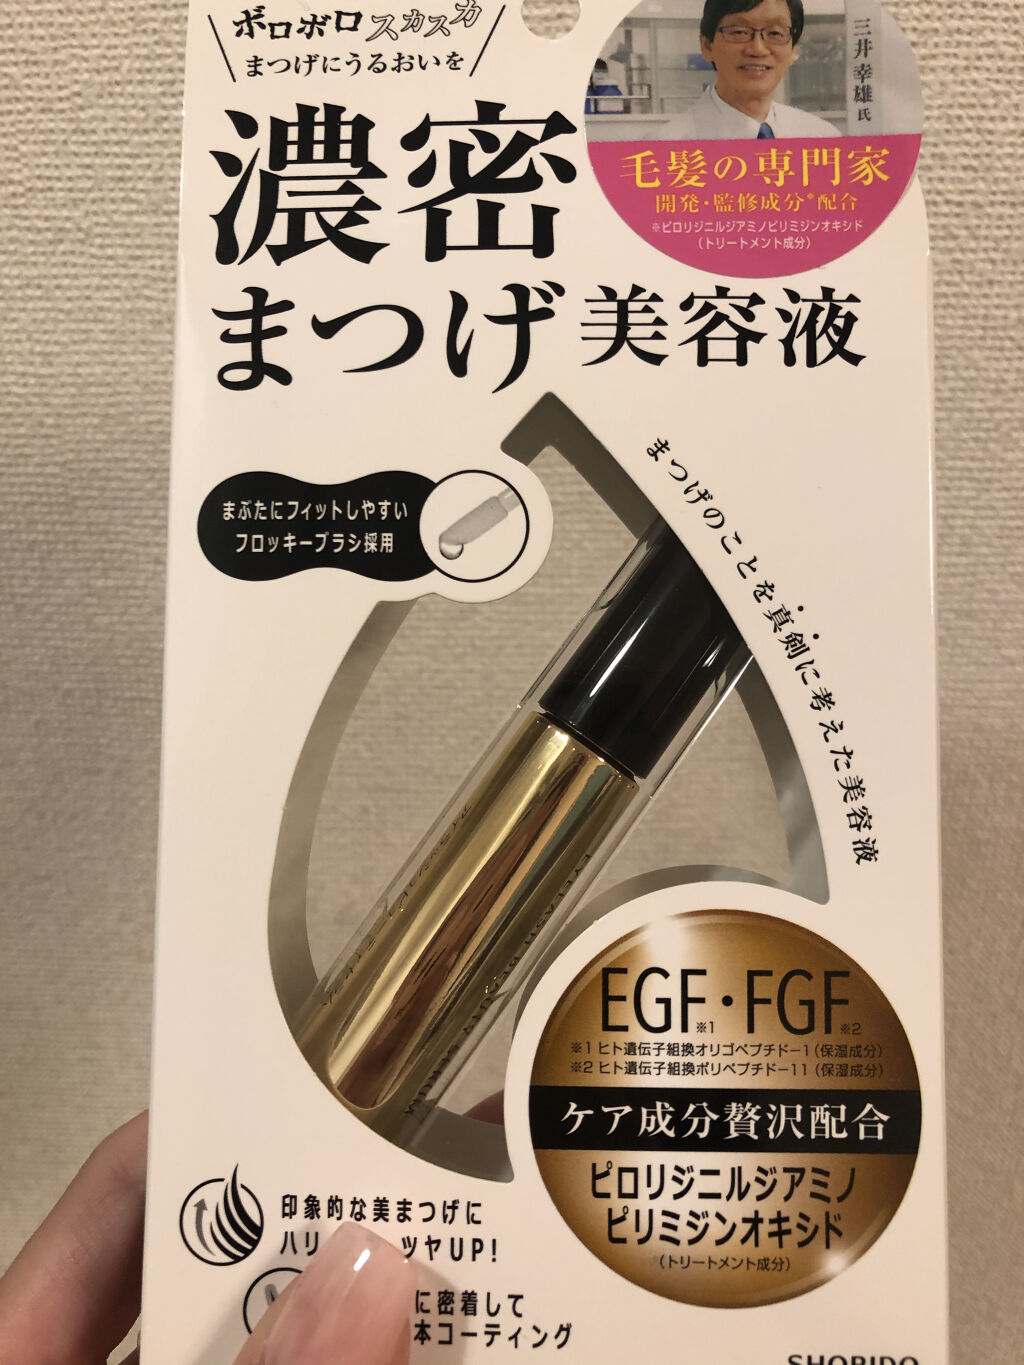 ボロボロスカスカ
まつげにうるおいを
濃密
まつげ美容液
三井幸雄氏
毛髪の専門家
開発・監修成分※配合
※ピロリジニルジアミノピリミジンオキシド
(トリートメント成分)
まぶたにフィットしやすい
フロッキーブラシ採用
まつげのことを真剣に考えた美容液
EYELASH BEAUTY SERUM
EGF※1・FGF※2
※1 ヒト遺伝子組換オリゴペプチド-1(保湿成分)
※2 ヒト遺伝子組換ポリペプチド-11(保湿成分)
ケア成分贅沢配合
ピロリジニルジアミノ
ピリミジンオキシド
(トリートメント成分)
印象的な美まつげに
ハリ ツヤUP!
に密着して
本コーティング
SHOBIDO